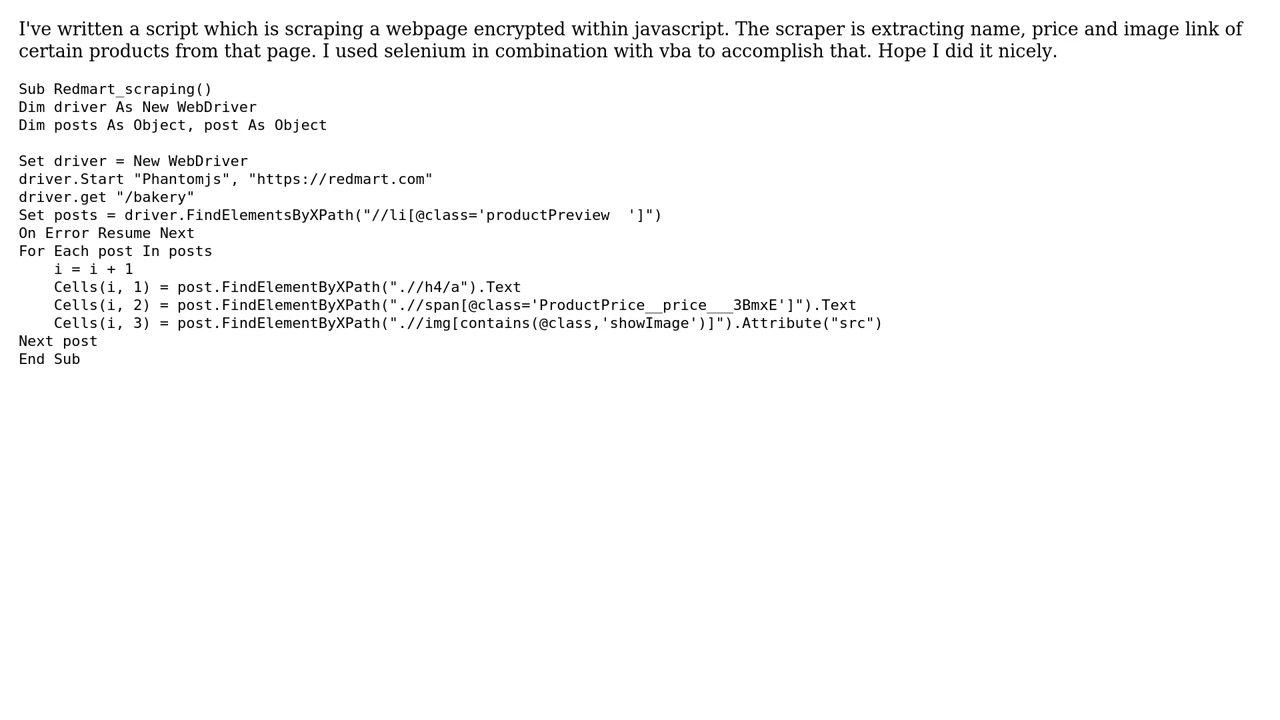 I've written a script which is scraping a webpage encrypted within javascript. The scraper is extracting name, price and image link of
certain products from that page. I used selenium in combination with vba to accomplish that. Hope I did it nicely.
Sub Redmart_scraping()
Dim driver As New WebDriver
Dim posts As Object, post As Object
Set driver = New WebDriver
driver.Start "Phantomjs", "https://redmart.com"
driver.get "/bakery"
Set posts = driver.FindElementsByXPath("//li[@class='productPreview  ']")
On Error Resume Next
For Each post In posts
    i = i + 1
    Cells(i, 1) = post.FindElementByXPath(".//h4/a").Text
    Cells(i, 2) = post.FindElementByXPath(".//span[@class='ProductPrice__price___3BmxE']").Text
    Cells(i, 3) = post.FindElementByXPath(".//img[contains(@class,'showImage')]").Attribute("src")
Next post
End Sub